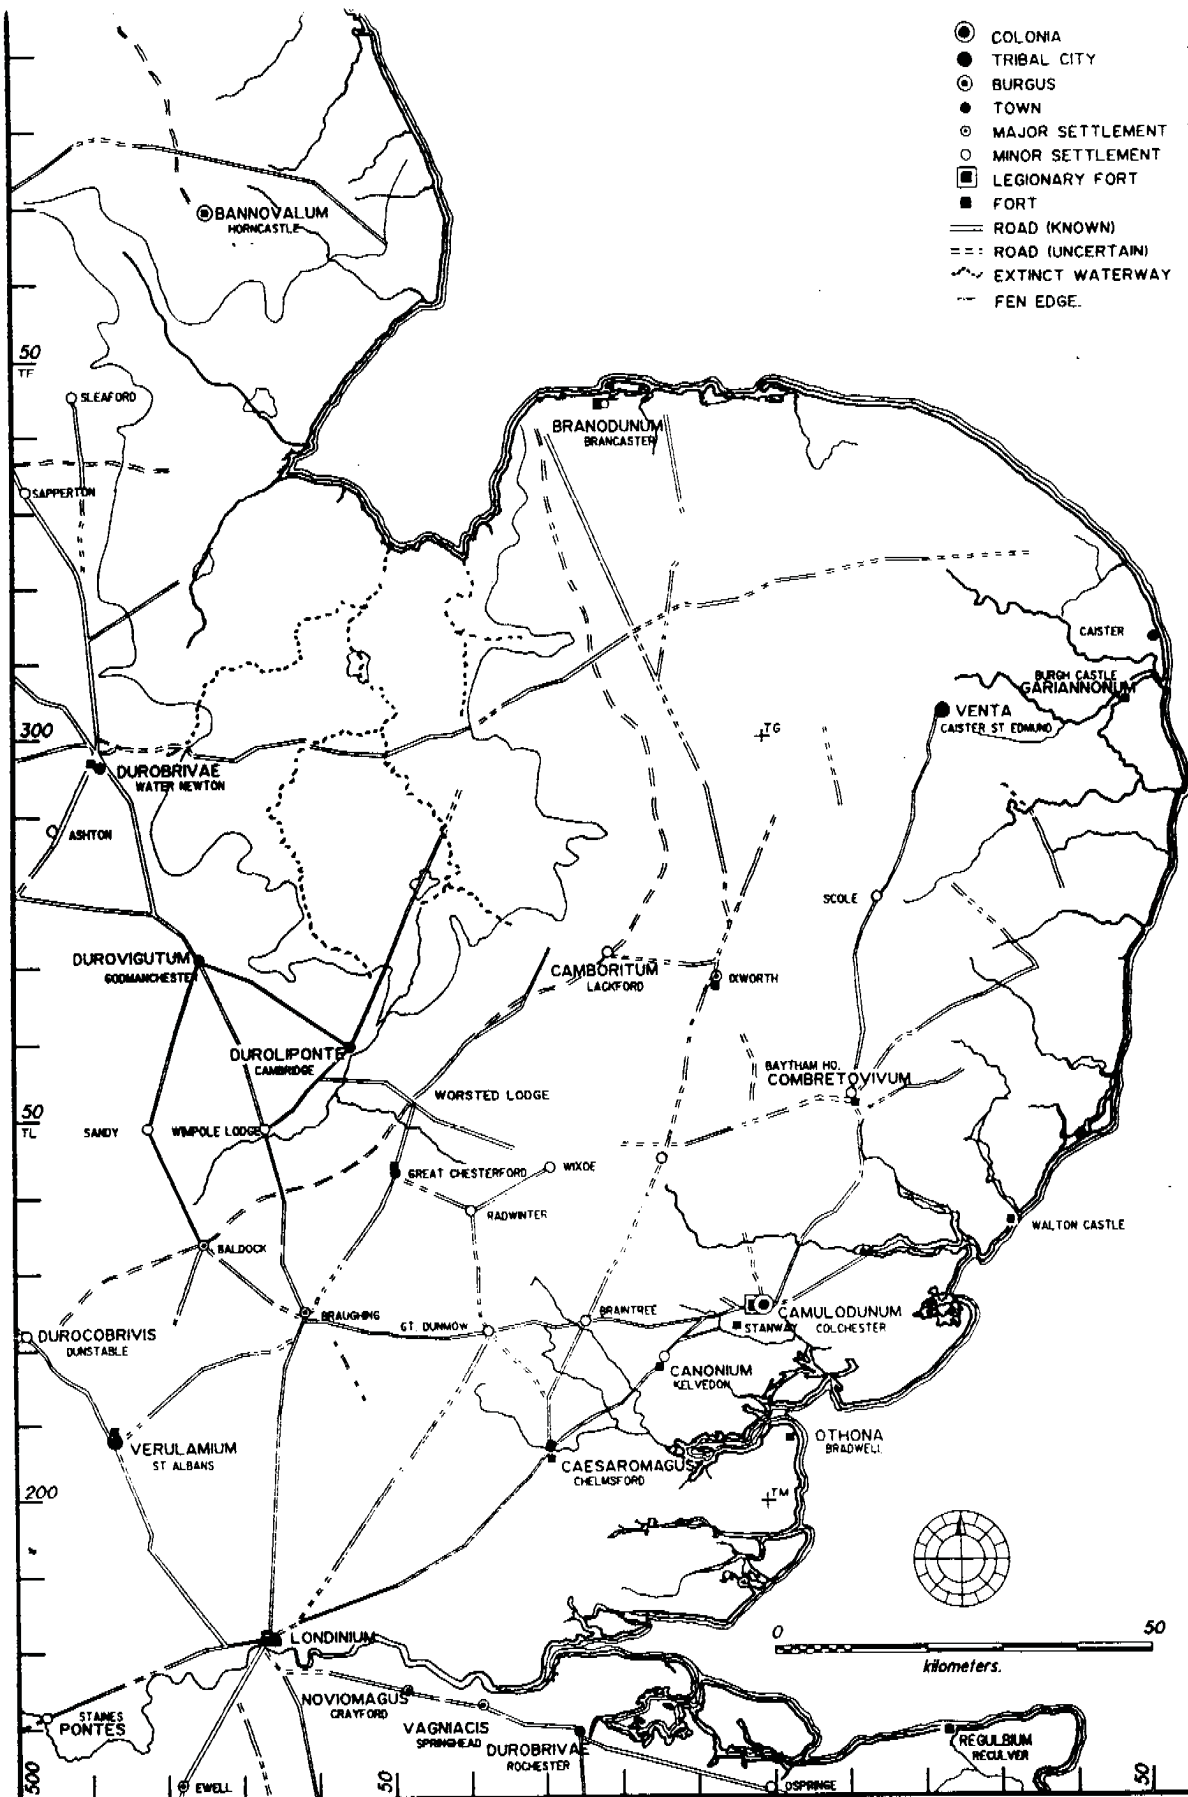 COLONIA
TRIBAL CITY
BURGUS
TOWN
MAJOR SETTLEMENT
MINOR SETTLEMENT
LEGIONARY FORT
FORT
ROAD (KNOWN)
ROAD (UNCERTAIN)
EXTINCT WATERWAY
FEN EDGE.
BANNOVALUM
HORNCASTLE
50
TF
SLEAFORD
BRANODUNUM
BRANCASTER
SAPPERTON
CAISTER
BURGH CASTLE
GARIANNONUM
VENTA
CAISTER ST EDMUND
TG
300
DUROBRIVAE
WATER NEWTON
ASHTON
SCOLE
DUROVIGUTUM
GODMANCHESTER
CAMBORITUM
LACKFORD
IXWORTH
DUROLIPONTE
CAMBRIDGE
BAYTHAM HO.
COMBRETOVIVUM
WORSTED LODGE
50
TL
SANDY
WIMPOLE LODGE
GREAT CHESTERFORD
WIXOE
RADWINTER
WALTON CASTLE
BALDOCK
BRAUGHING
GT. DUNMOW
BRAINTREE
CAMULODUNUM
COLCHESTER
STANWAY
DUROCOBRIVIS
DUNSTABLE
CANONIUM
KELVEDON
VERULAMIUM
ST ALBANS
OTHONA
BRADWELL
CAESAROMAGUS
CHELMSFORD
200
TM
LONDINIUM
0 50
kilometers.
NOVIOMAGUS
CRAYFORD
STAINES
PONTES
VAGNIACIS
SPRINGHEAD
DUROBRIVAE
ROCHESTER
REGULBIUM
RECULVER
500
EWELL
50
OSPRINGE
50